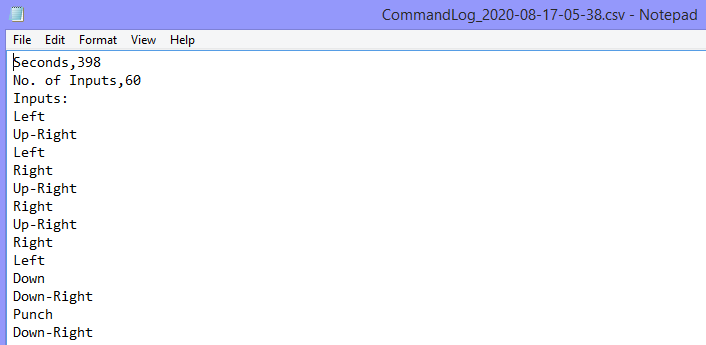 CommandLog_2020-08-17-05-38.csv - Notepad
File Edit Format View Help
Seconds,398
No. of Inputs,60
Inputs:
Left
Up-Right
Left
Right
Up-Right
Right
Up-Right
Right
Left
Down
Down-Right
Punch
Down-Right